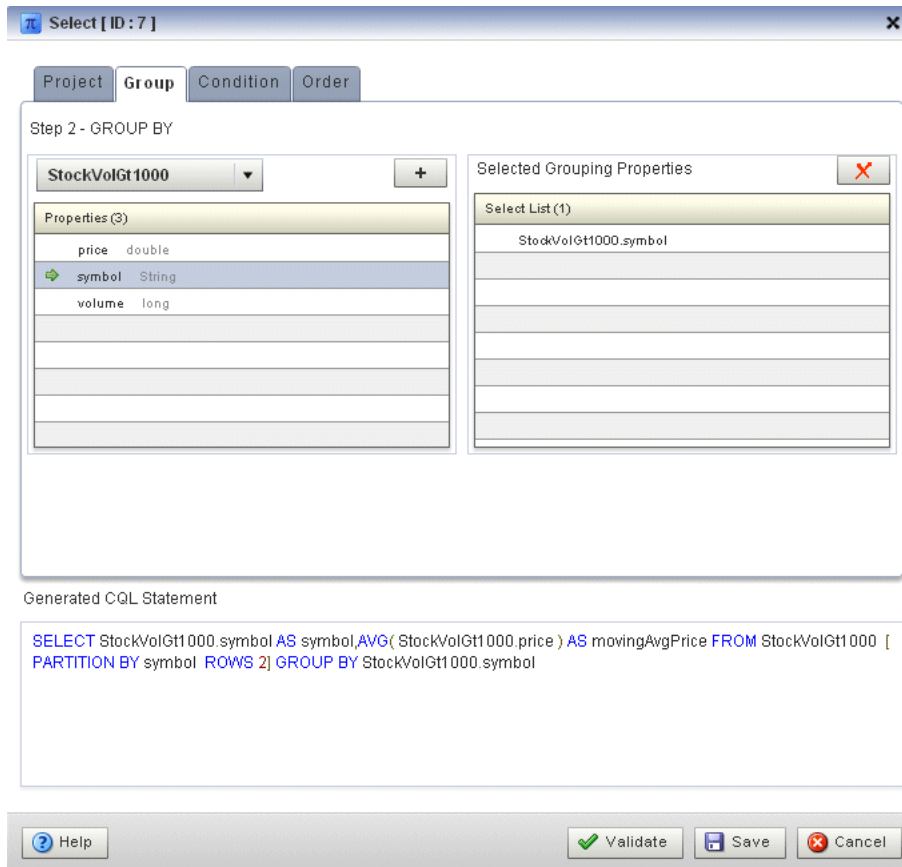 π Select [ ID : 7 ]
Project Group Condition Order
Step 2 - GROUP BY
StockVolGt1000 +
Selected Grouping Properties
Properties (3)
Select List (1)
price double
StockVolGt1000.symbol
symbol String
volume long
Generated CQL Statement
SELECT StockVolGt1000.symbol AS symbol,AVG( StockVolGt1000.price ) AS movingAvgPrice FROM StockVolGt1000 [
PARTITION BY symbol ROWS 2] GROUP BY StockVolGt1000.symbol
? Help Validate Save Cancel